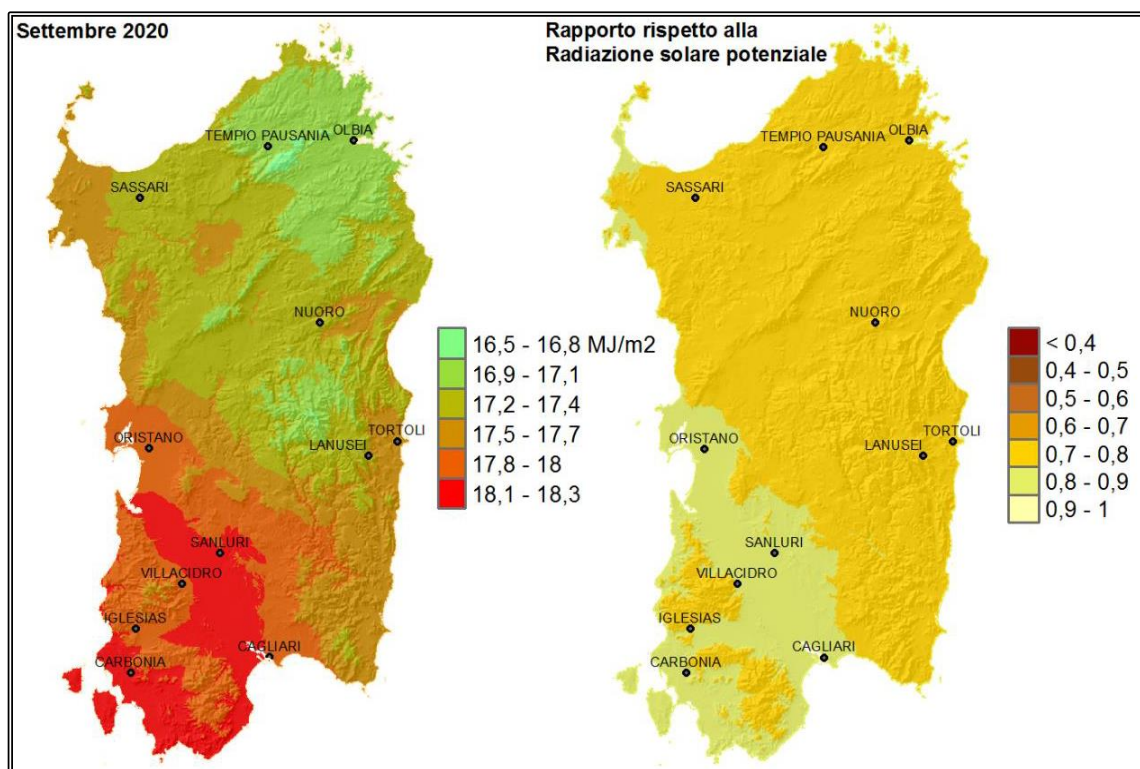 Settembre 2020
TEMPIO PAUSANIA
OLBIA
SASSARI
NUORO
ORISTANO
TORTOLI
LANUSEI
SANLURI
VILLACIDRO
IGLESIAS
CAGLIARI
CARBONIA
16,5 - 16,8 MJ/m2
16,9 - 17,1
17,2 - 17,4
17,5 - 17,7
17,8 - 18
18,1 - 18,3
Rapporto rispetto alla
Radiazione solare potenziale
TEMPIO PAUSANIA
OLBIA
SASSARI
NUORO
ORISTANO
TORTOLI
LANUSEI
SANLURI
VILLACIDRO
IGLESIAS
CAGLIARI
CARBONIA
< 0,4
0,4 - 0,5
0,5 - 0,6
0,6 - 0,7
0,7 - 0,8
0,8 - 0,9
0,9 - 1